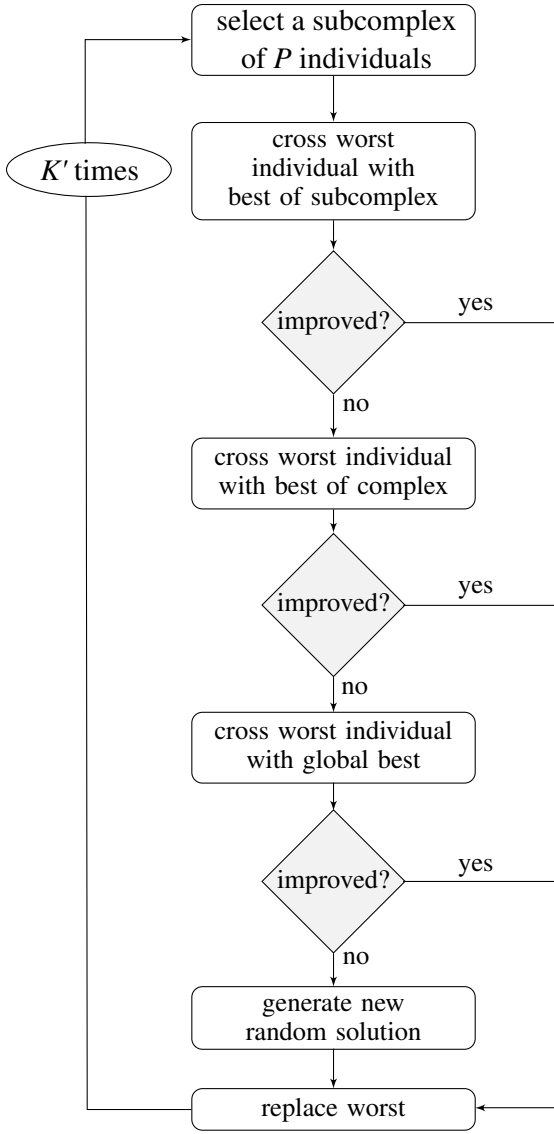 select a subcomplex
of P individuals
cross worst
individual with
best of subcomplex
K' times
improved?
yes
no
cross worst individual
with best of complex
improved?
yes
no
cross worst individual
with global best
improved?
yes
no
generate new
random solution
replace worst